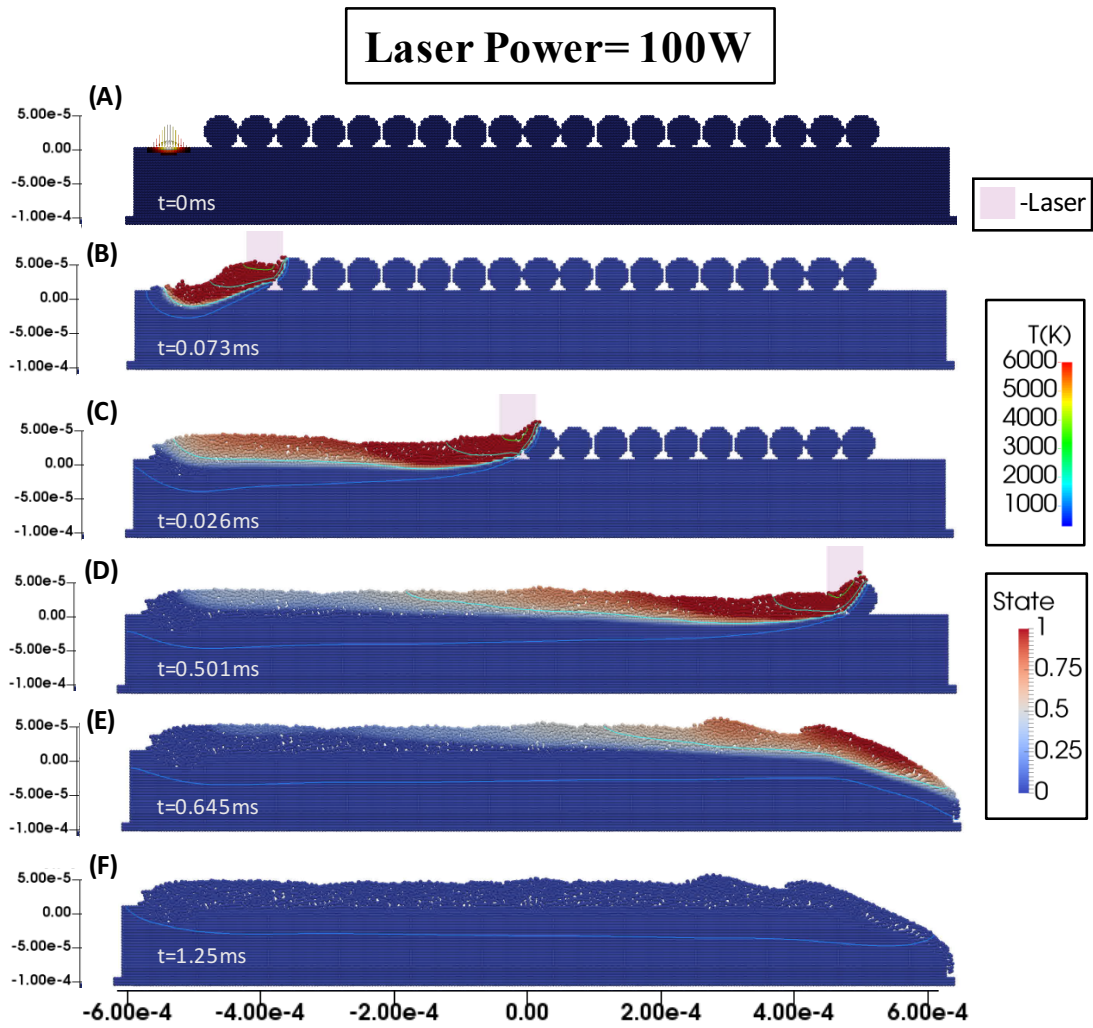 Laser Power= 100W
(A)
5.00e-5
0.00
-5.00e-5
-1.00e-4
t=0ms
-Laser
(B)
5.00e-5
0.00
-5.00e-5
-1.00e-4
t=0.073ms
T(K)
6000
5000
4000
3000
2000
1000
(C)
5.00e-5
0.00
-5.00e-5
-1.00e-4
t=0.026ms
(D)
5.00e-5
0.00
-5.00e-5
-1.00e-4
t=0.501ms
State
1
0.75
0.5
0.25
0
(E)
5.00e-5
0.00
-5.00e-5
-1.00e-4
t=0.645ms
(F)
5.00e-5
0.00
-5.00e-5
-1.00e-4
t=1.25ms
-6.00e-4 -4.00e-4 -2.00e-4 0.00 2.00e-4 4.00e-4 6.00e-4